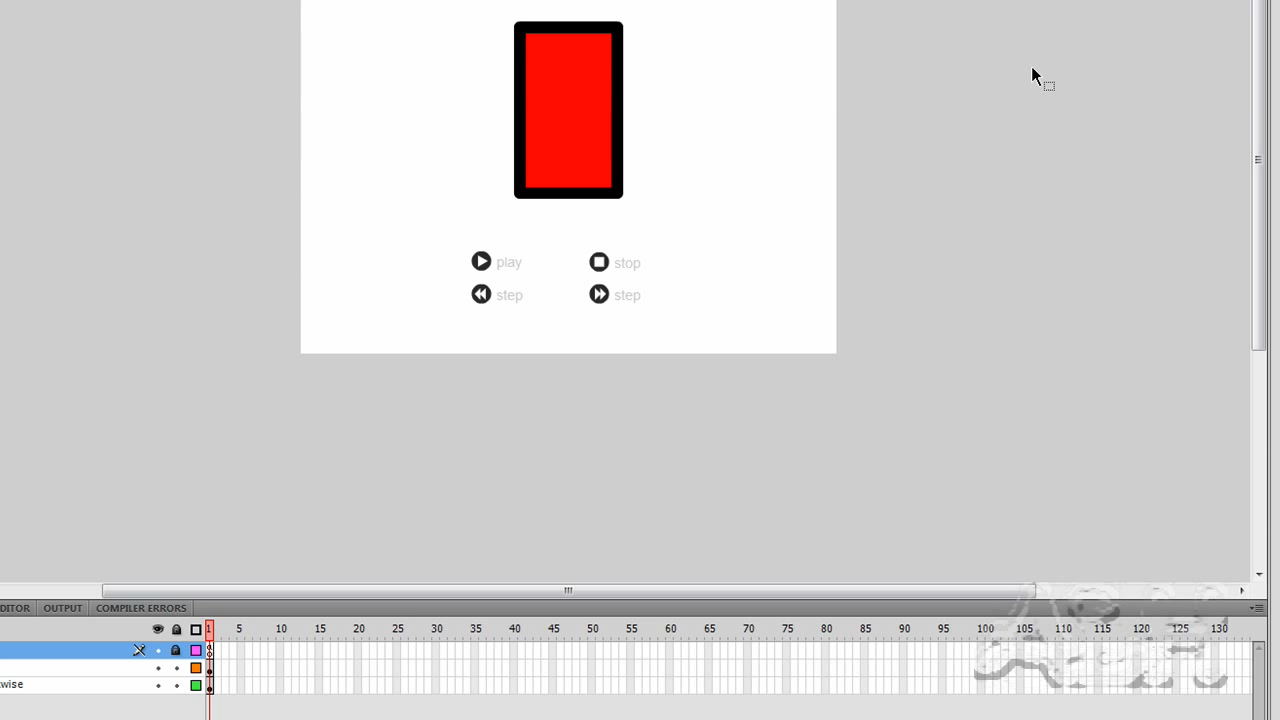 play stop
step step
DITOR OUTPUT COMPILER ERRORS
1 5 10 15 20 25 30 35 40 45 50 55 60 65 70 75 80 85 90 95 100 105 110 115 120 125 130
wise